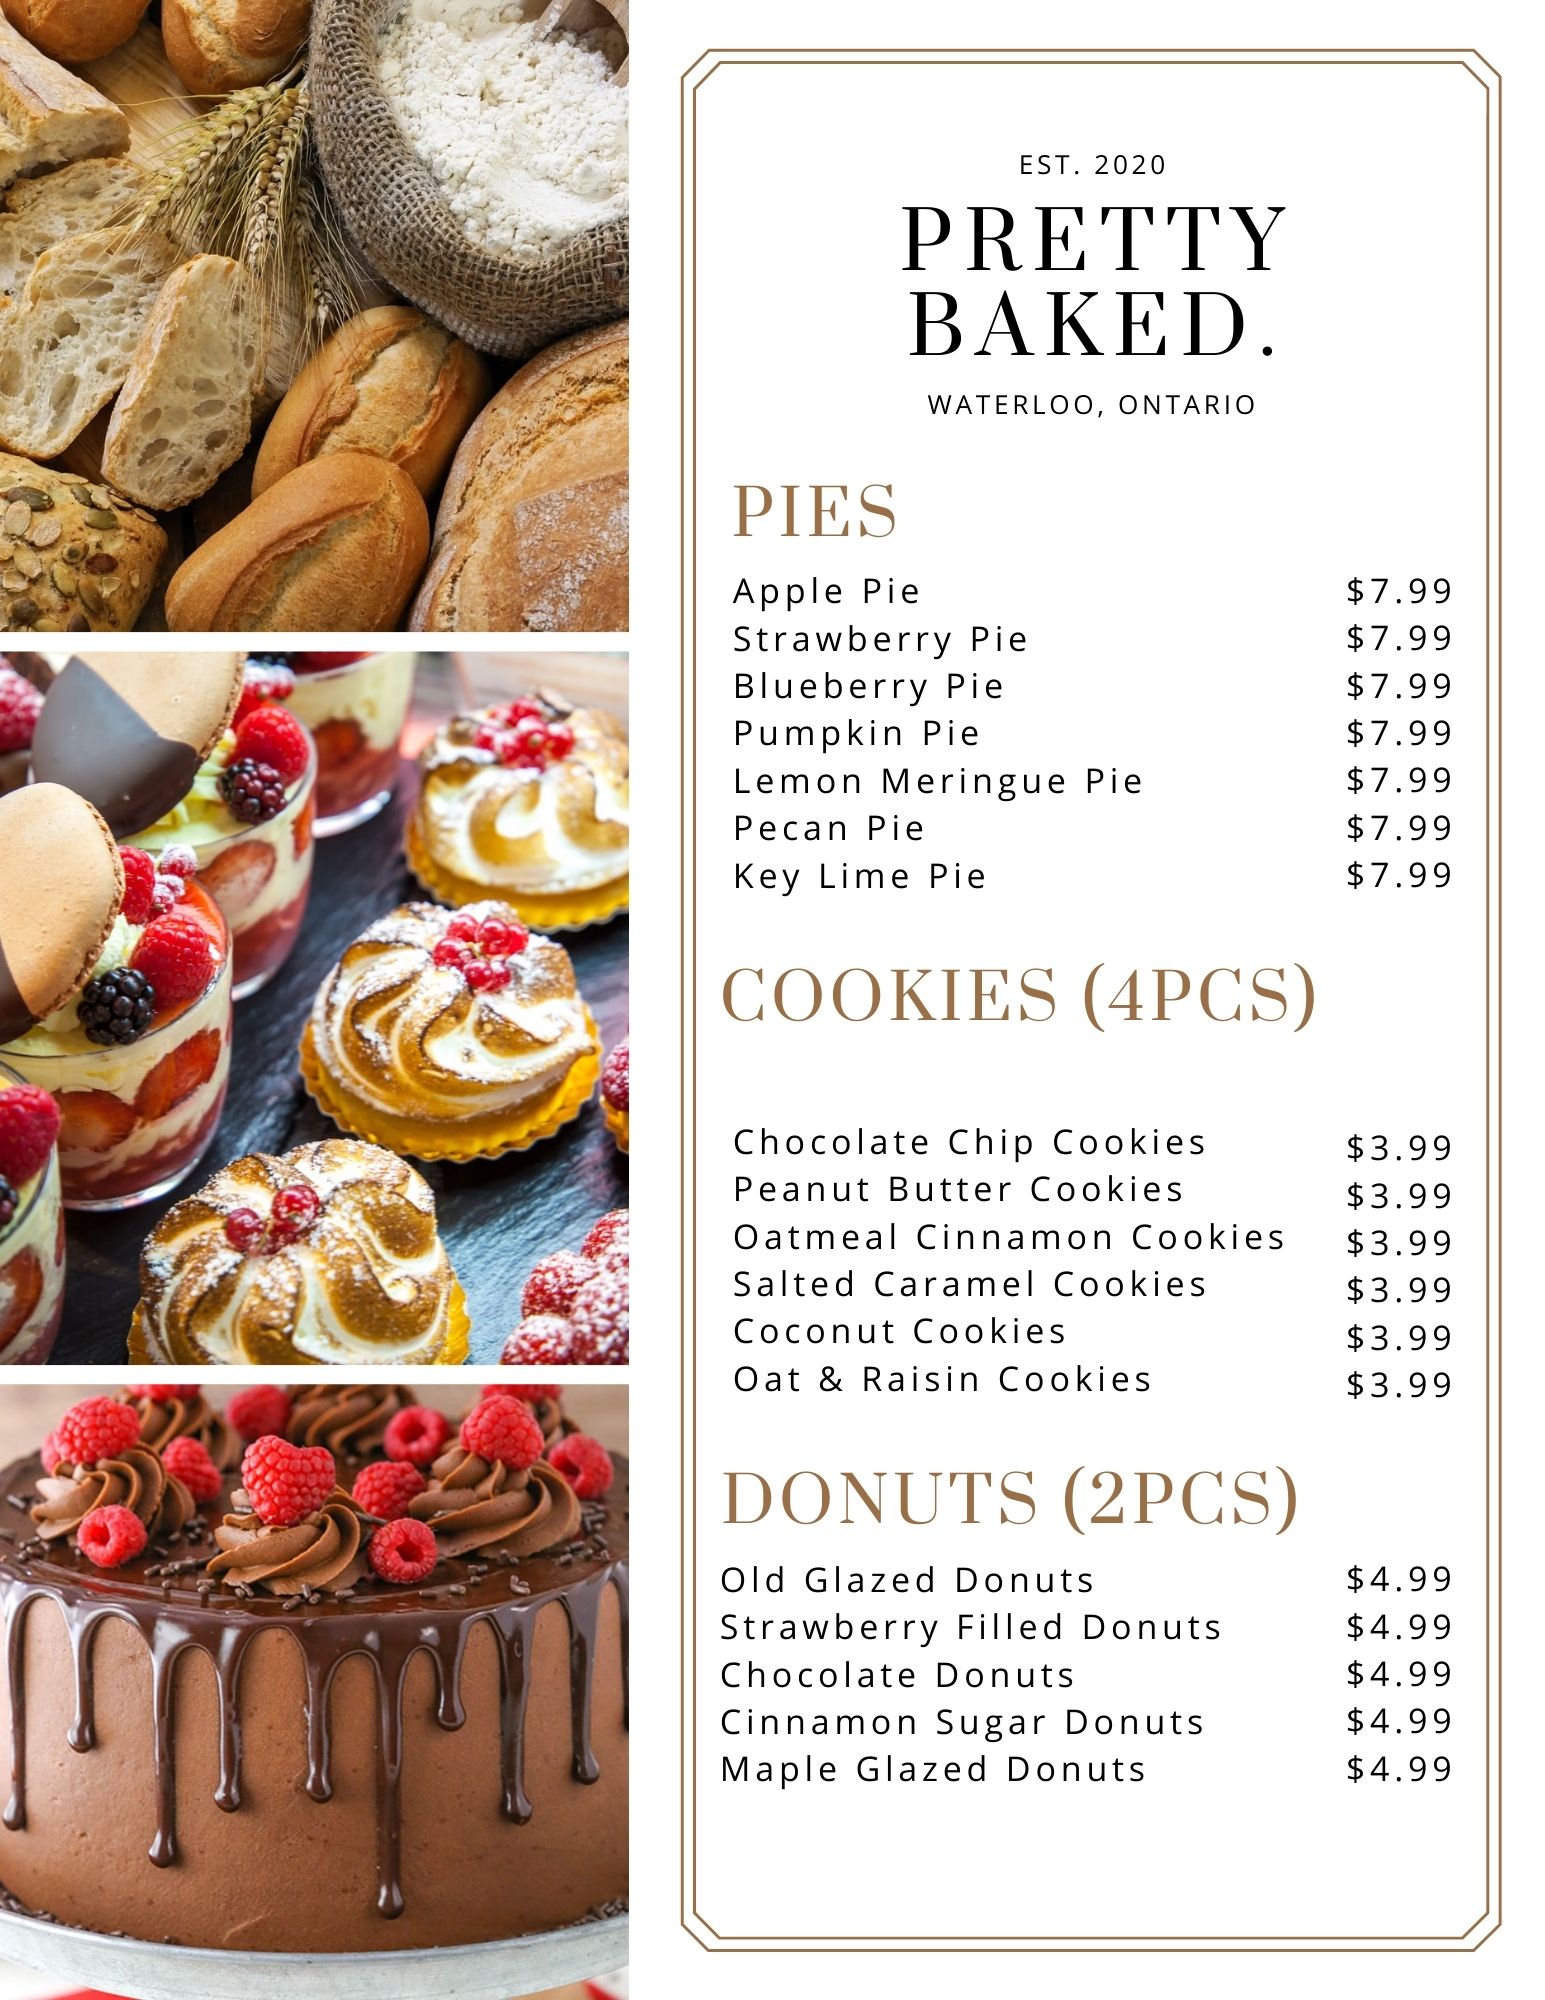 EST. 2020
PRETTY
BAKED.
WATERLOO, ONTARIO
PIES
Apple Pie $7.99
Strawberry Pie $7.99
Blueberry Pie $7.99
Pumpkin Pie $7.99
Lemon Meringue Pie $7.99
Pecan Pie $7.99
Key Lime Pie $7.99
COOKIES (4PCS)
Chocolate Chip Cookies $3.99
Peanut Butter Cookies $3.99
Oatmeal Cinnamon Cookies $3.99
Salted Caramel Cookies $3.99
Coconut Cookies $3.99
Oat & Raisin Cookies $3.99
DONUTS (2PCS)
Old Glazed Donuts $4.99
Strawberry Filled Donuts $4.99
Chocolate Donuts $4.99
Cinnamon Sugar Donuts $4.99
Maple Glazed Donuts $4.99